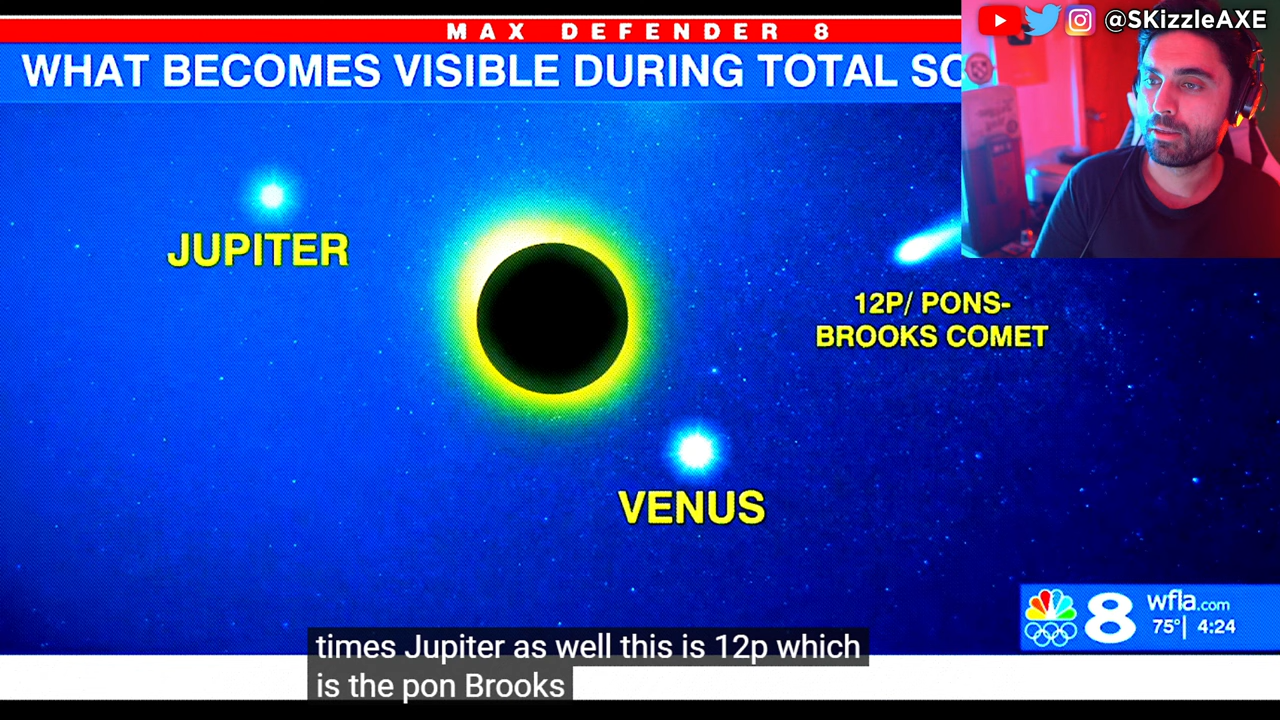 MAX DEFENDER 8
WHAT BECOMES VISIBLE DURING TOTAL
@SKizzleAXE
JUPITER
12P/ PONS-
BROOKS COMET
VENUS
8
wfla.com
75° | 4:24
times Jupiter as well this is 12p which
is the pon Brooks